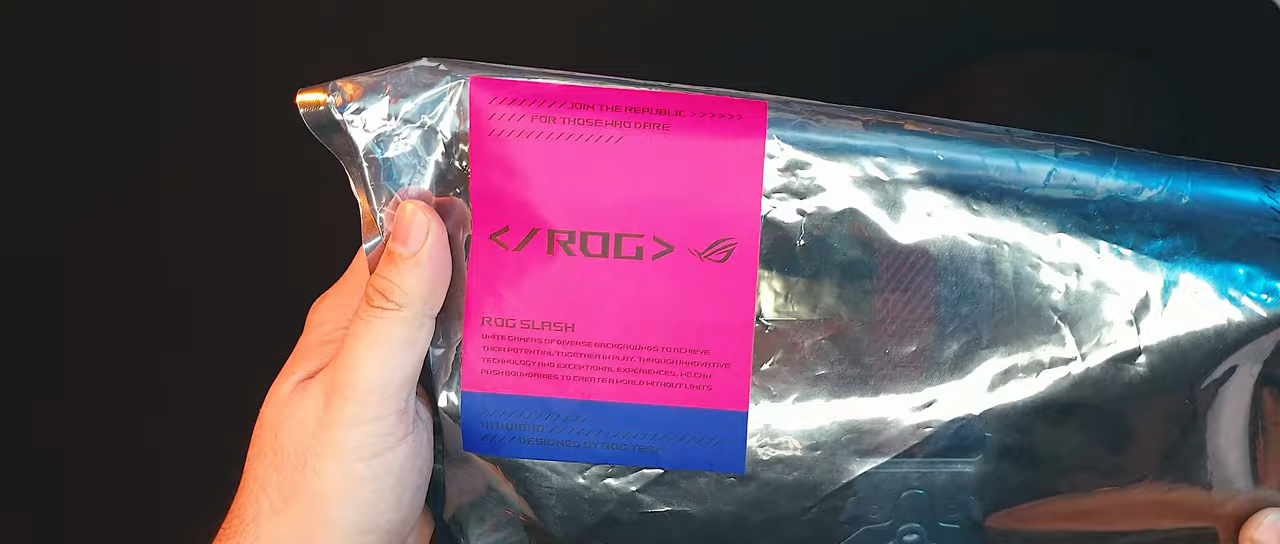 ////////JOIN THE REPUBLIC >>>>>>
///// FOR THOSE WHO DARE
//////////////
</ROG>
ROG SLASH
UNITE GAMERS OF DIVERSE BACKGROUNDS TO ACHIEVE
THEIR POTENTIAL TOGETHER IN PLAY. THROUGH INNOVATIVE
TECHNOLOGY AND EXCEPTIONAL EXPERIENCES, WE CAN
PUSH BOUNDARIES TO CREATE A WORLD WITHOUT LIMITS
///// DESIGNED BY ROG